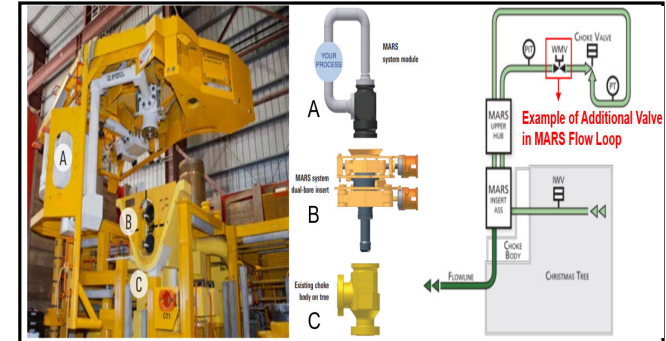 A
B
C
CT1
YOUR
PROCESS
MARS
system module
A
MARS system
dual-bore insert
B
Existing choke
body on tree
C
CHOKE VALVE
WMV
PIT
PT
Example of Additional Valve
in MARS Flow Loop
MARS
UPPER
HUB
MARS
INSERT
ASS
IWV
CHOKE
BODY
FLOWLINE
CHRISTMAS TREE